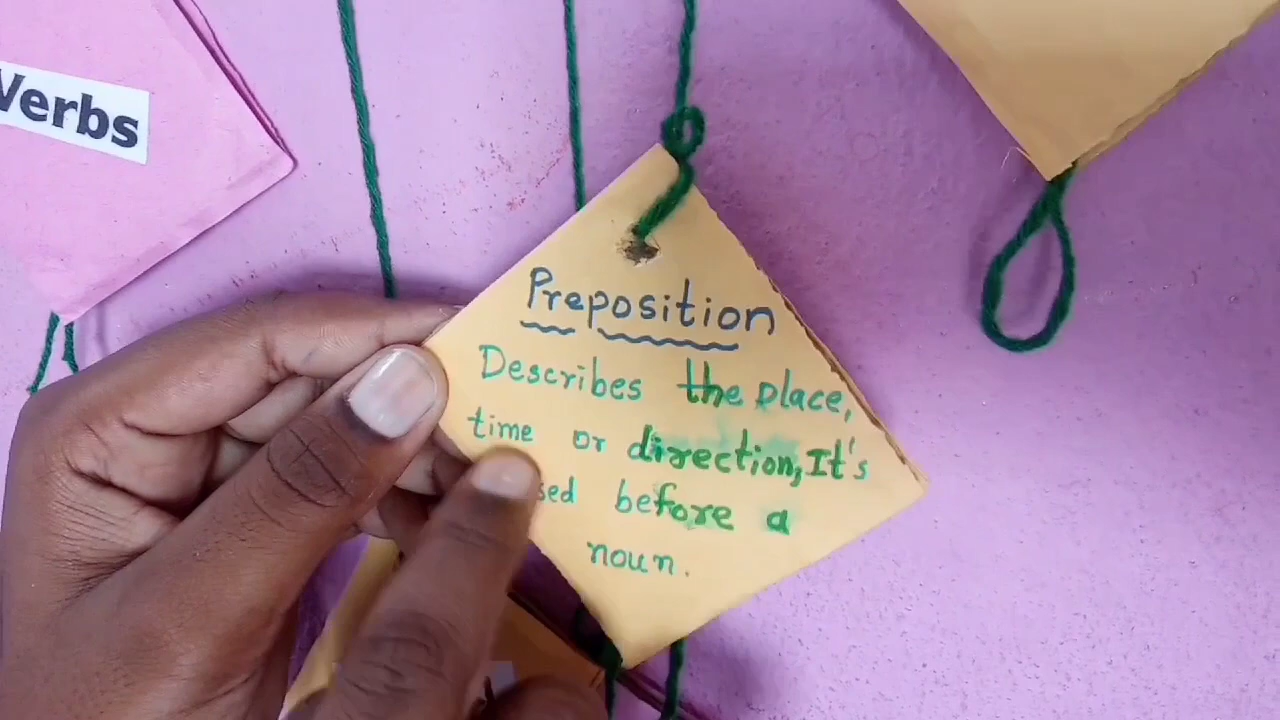 Verbs
Preposition
Describes the place,
time or direction, It's
sed before a
noun.